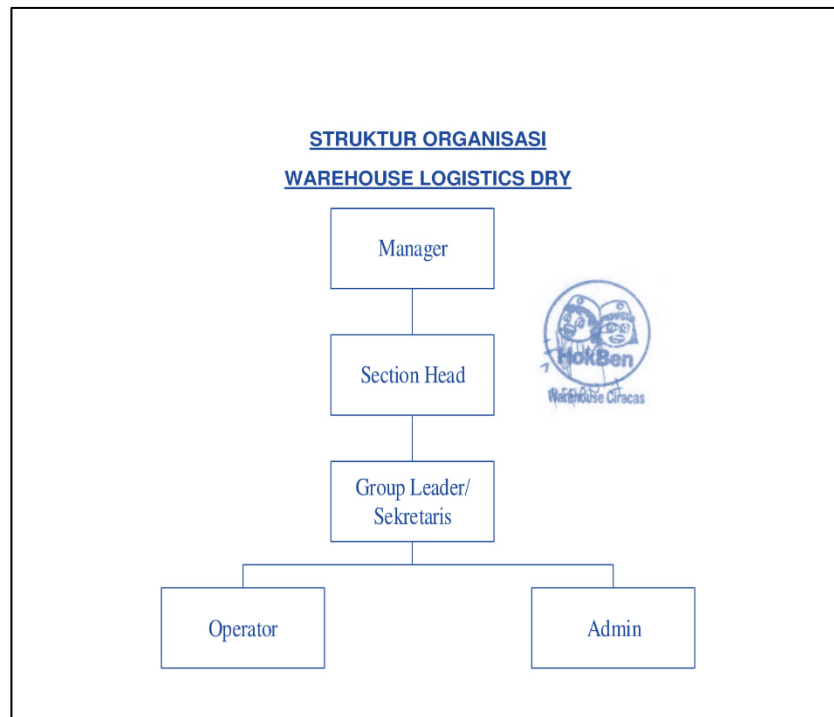 STRUKTUR ORGANISASI
WAREHOUSE LOGISTICS DRY
Manager
Section Head
HokBen
Warehouse Ciracas
Group Leader/
Sekretaris
Operator
Admin